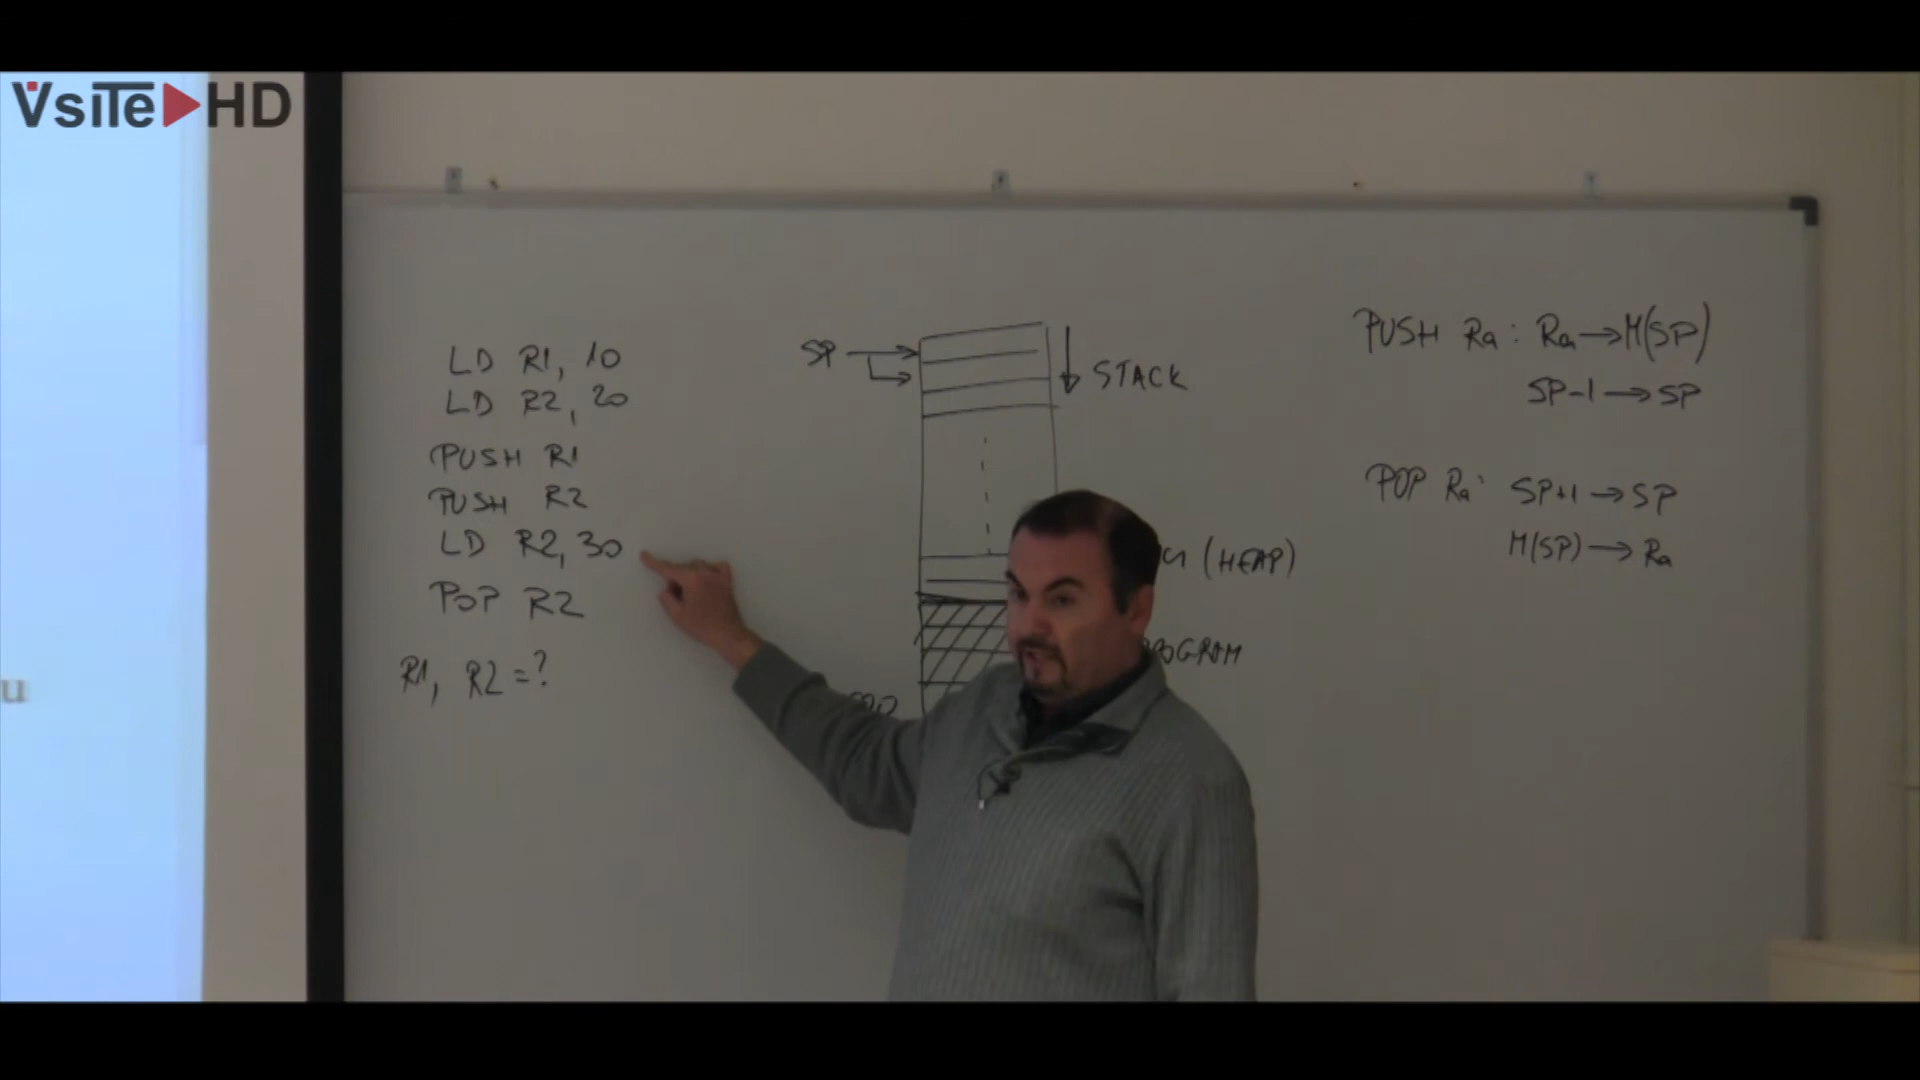 VsiTe HD
LD R1, 10
LD R2, 20
PUSH R1
PUSH R2
LD R2, 30
POP R2
R1, R2 = ?
SP
STACK
(HEAP)
PUSH Ra : Ra → M(SP)
SP-1 → SP
POP Ra: SP+1 → SP
M(SP) → Ra
u